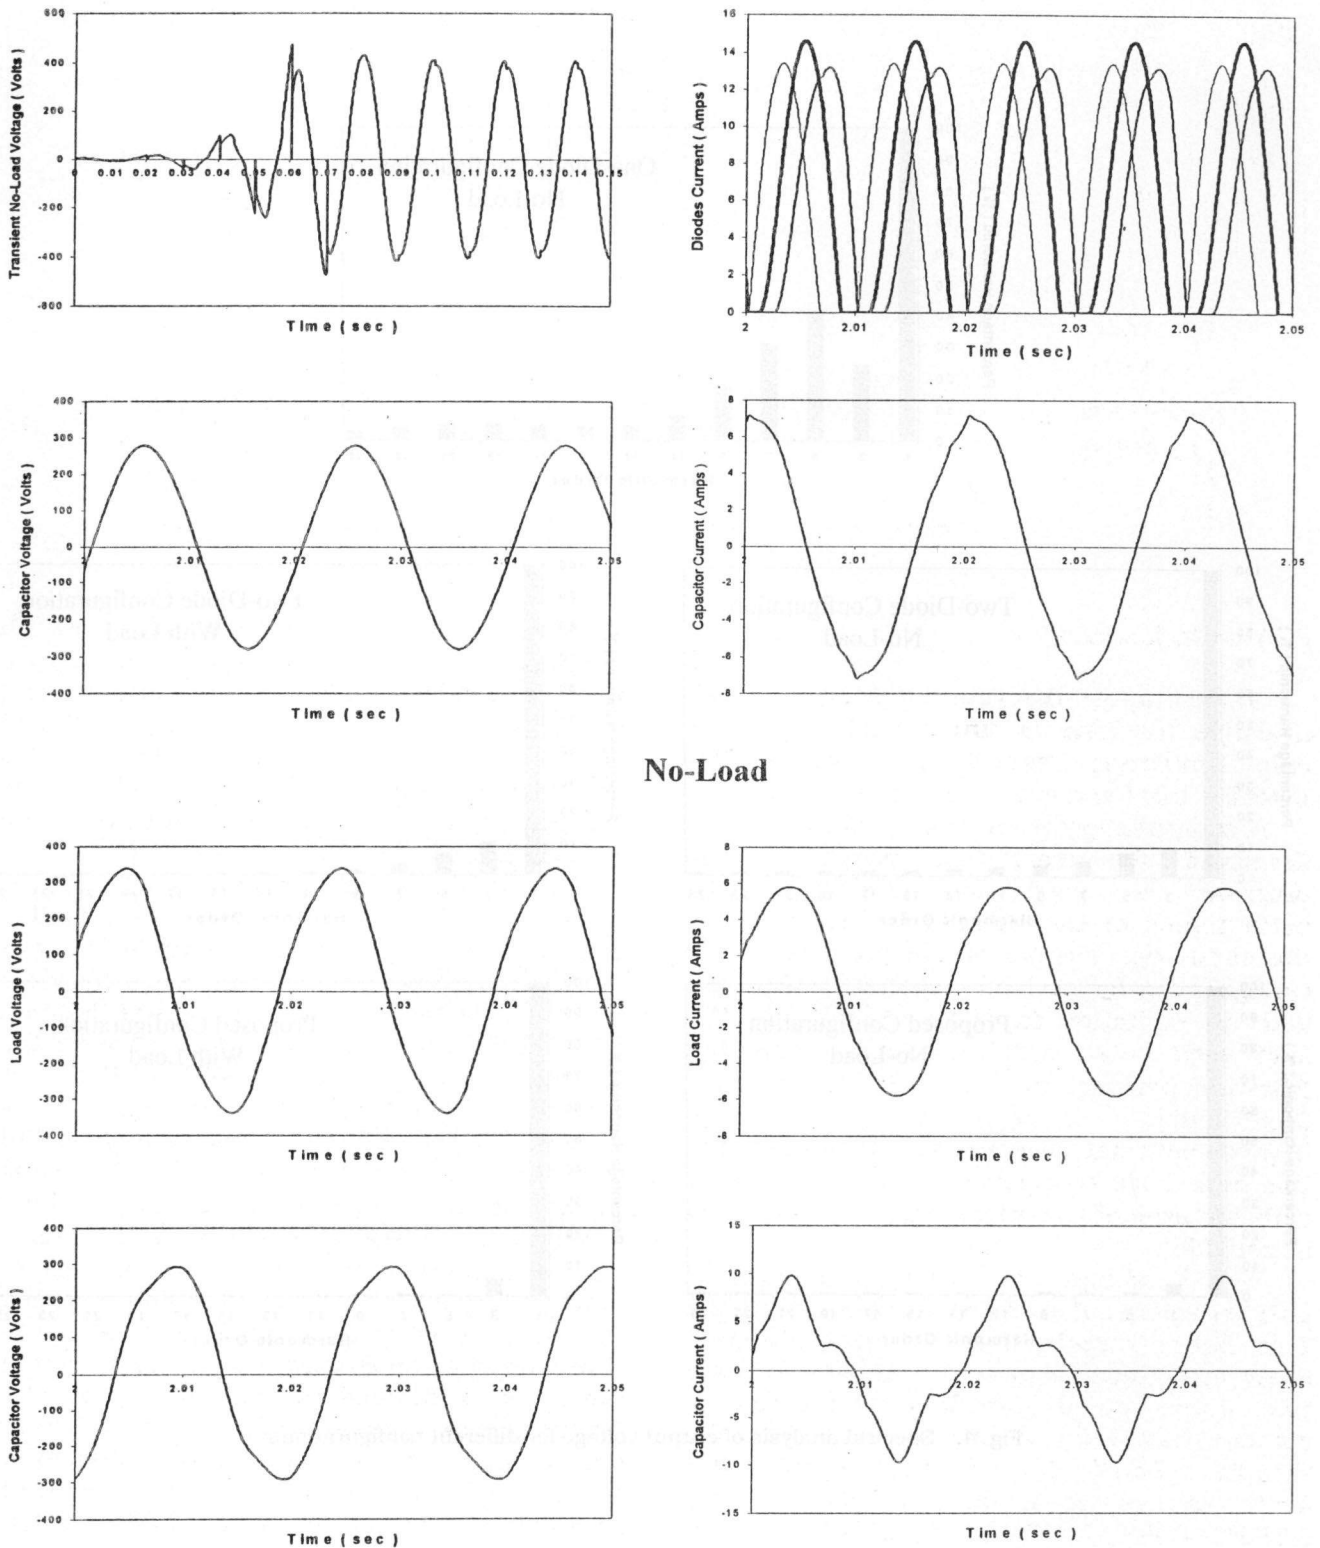 Transient No-Load Voltage ( Volts )
600
400
200
0
-200
-400
-600
0 0.01 0.02 0.03 0.04 0.05 0.06 0.07 0.08 0.09 0.1 0.11 0.12 0.13 0.14 0.15
Time ( sec )
Diodes Current ( Amps )
16
14
12
10
8
6
4
2
0
2 2.01 2.02 2.03 2.04 2.05
Time ( sec)
Capacitor Voltage ( Volts )
400
300
200
100
0
-100
-200
-300
-400
2.01 2.02 2.03 2.04 2.05
Time ( sec )
Capacitor Current ( Amps )
8
6
4
2
0
-2
-4
-6
-8
2 2.01 2.02 2.03 2.04 2.05
Time ( sec )
No-Load
Load Voltage ( Volts )
400
300
200
100
0
-100
-200
-300
-400
2 2.01 2.02 2.03 2.04 2.05
Time ( sec )
Load Current ( Amps )
8
6
4
2
0
-2
-4
-6
-8
2 2.01 2.02 2.03 2.04 2.05
Time ( sec )
Capacitor Voltage ( Volts )
400
300
200
100
0
-100
-200
-300
-400
2 2.01 2.02 2.03 2.04 2.05
Time ( sec )
Capacitor Current ( Amps )
15
10
5
0
-5
-10
-15
2 2.01 2.02 2.03 2.04 2.05
Time ( sec )